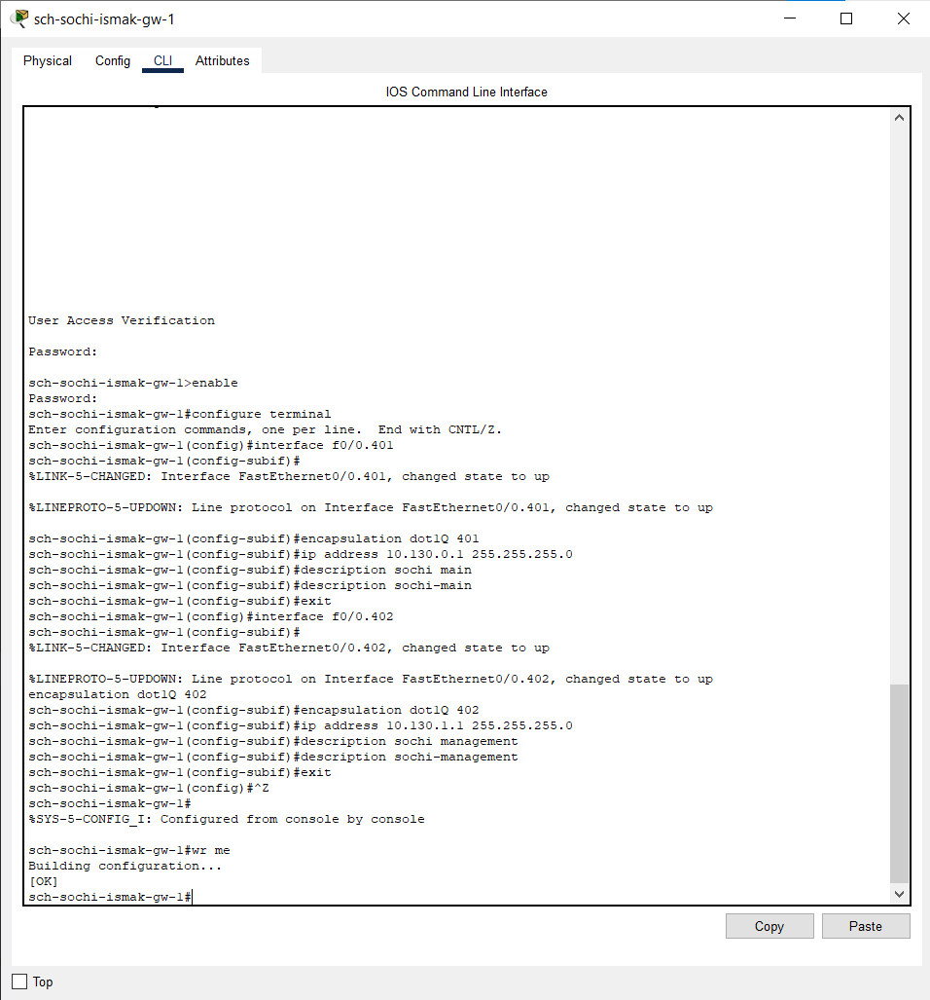 sch-sochi-ismak-gw-1
Physical Config CLI Attributes
IOS Command Line Interface
User Access Verification
Password:
sch-sochi-ismak-gw-1>enable
Password:
sch-sochi-ismak-gw-1#configure terminal
Enter configuration commands, one per line.  End with CNTL/Z.
sch-sochi-ismak-gw-1(config)#interface f0/0.401
sch-sochi-ismak-gw-1(config-subif)#
%LINK-5-CHANGED: Interface FastEthernet0/0.401, changed state to up
%LINEPROTO-5-UPDOWN: Line protocol on Interface FastEthernet0/0.401, changed state to up
sch-sochi-ismak-gw-1(config-subif)#encapsulation dot1Q 401
sch-sochi-ismak-gw-1(config-subif)#ip address 10.130.0.1 255.255.255.0
sch-sochi-ismak-gw-1(config-subif)#description sochi main
sch-sochi-ismak-gw-1(config-subif)#description sochi-main
sch-sochi-ismak-gw-1(config-subif)#exit
sch-sochi-ismak-gw-1(config)#interface f0/0.402
sch-sochi-ismak-gw-1(config-subif)#
%LINK-5-CHANGED: Interface FastEthernet0/0.402, changed state to up
%LINEPROTO-5-UPDOWN: Line protocol on Interface FastEthernet0/0.402, changed state to up
encapsulation dot1Q 402
sch-sochi-ismak-gw-1(config-subif)#encapsulation dot1Q 402
sch-sochi-ismak-gw-1(config-subif)#ip address 10.130.1.1 255.255.255.0
sch-sochi-ismak-gw-1(config-subif)#description sochi management
sch-sochi-ismak-gw-1(config-subif)#description sochi-management
sch-sochi-ismak-gw-1(config-subif)#exit
sch-sochi-ismak-gw-1(config)#^Z
sch-sochi-ismak-gw-1#
%SYS-5-CONFIG_I: Configured from console by console
sch-sochi-ismak-gw-1#wr me
Building configuration...
[OK]
sch-sochi-ismak-gw-1#
Copy Paste
Top